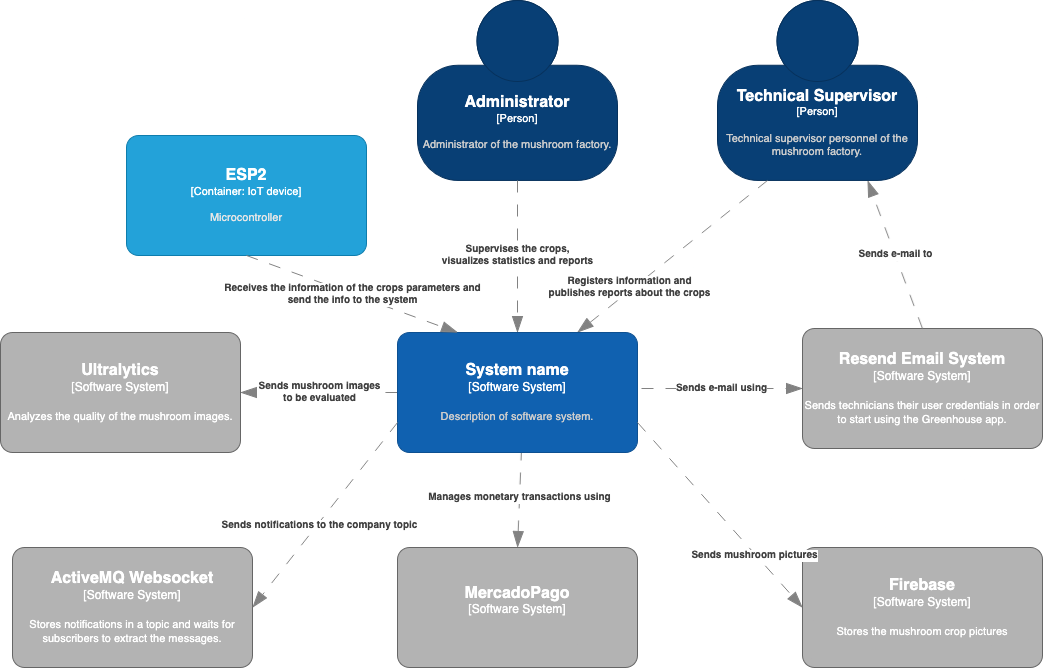 Administrator
[Person]
Administrator of the mushroom factory.
Technical Supervisor
[Person]
Technical supervisor personnel of the
mushroom factory.
ESP2
[Container: IoT device]
Microcontroller
Supervises the crops,
visualizes statistics and reports
Sends e-mail to
Receives the information of the crops parameters and
send the info to the system
Registers information and
publishes reports about the crops
Ultralytics
[Software System]
Analyzes the quality of the mushroom images.
Sends mushroom images
to be evaluated
System name
[Software System]
Description of software system.
Sends e-mail using
Resend Email System
[Software System]
Sends technicians their user credentials in order
to start using the Greenhouse app.
Manages monetary transactions using
Sends notifications to the company topic
Sends mushroom pictures
ActiveMQ Websocket
[Software System]
Stores notifications in a topic and waits for
subscribers to extract the messages.
MercadoPago
[Software System]
Firebase
[Software System]
Stores the mushroom crop pictures